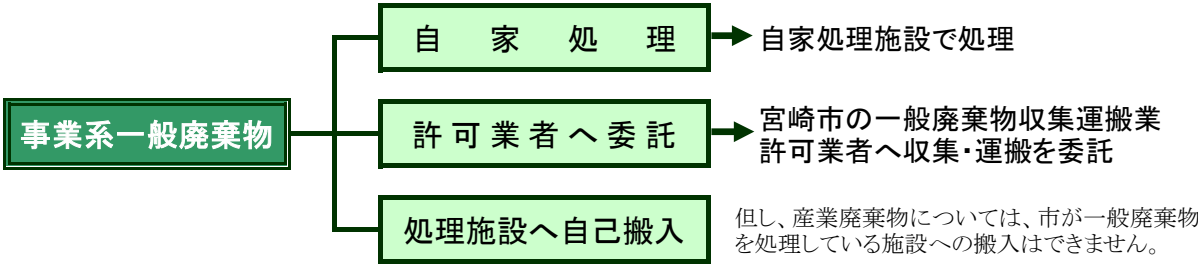 自家処理
自家処理施設で処理
事業系一般廃棄物
許可業者へ委託
宮崎市の一般廃棄物収集運搬業
許可業者へ収集・運搬を委託
処理施設へ自己搬入
但し、産業廃棄物については、市が一般廃棄物
を処理している施設への搬入はできません。